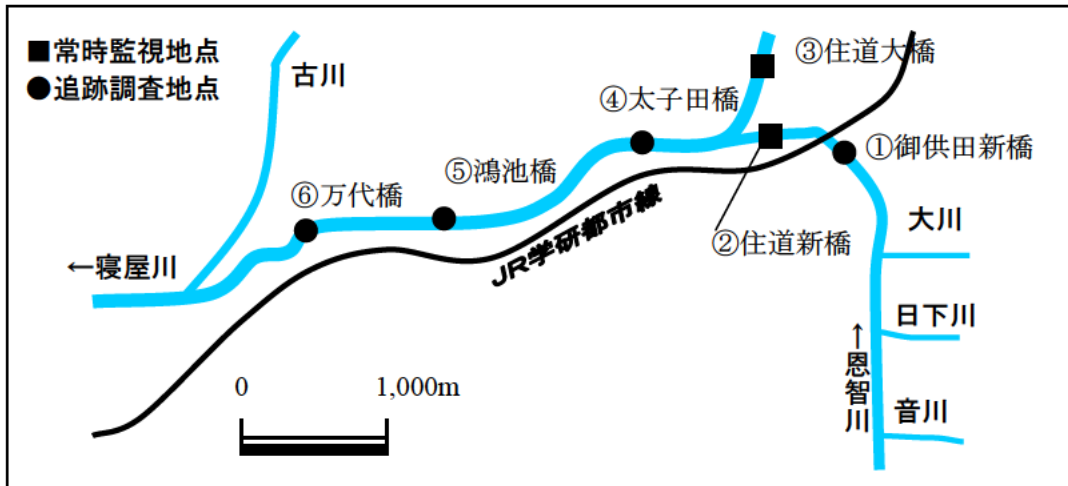 ■常時監視地点
●追跡調査地点
古川
③住道大橋
④太子田橋
①御供田新橋
⑤鴻池橋
⑥万代橋
JR学研都市線
②住道新橋
大川
←寝屋川
日下川
←恩智川
音川
0 1,000m